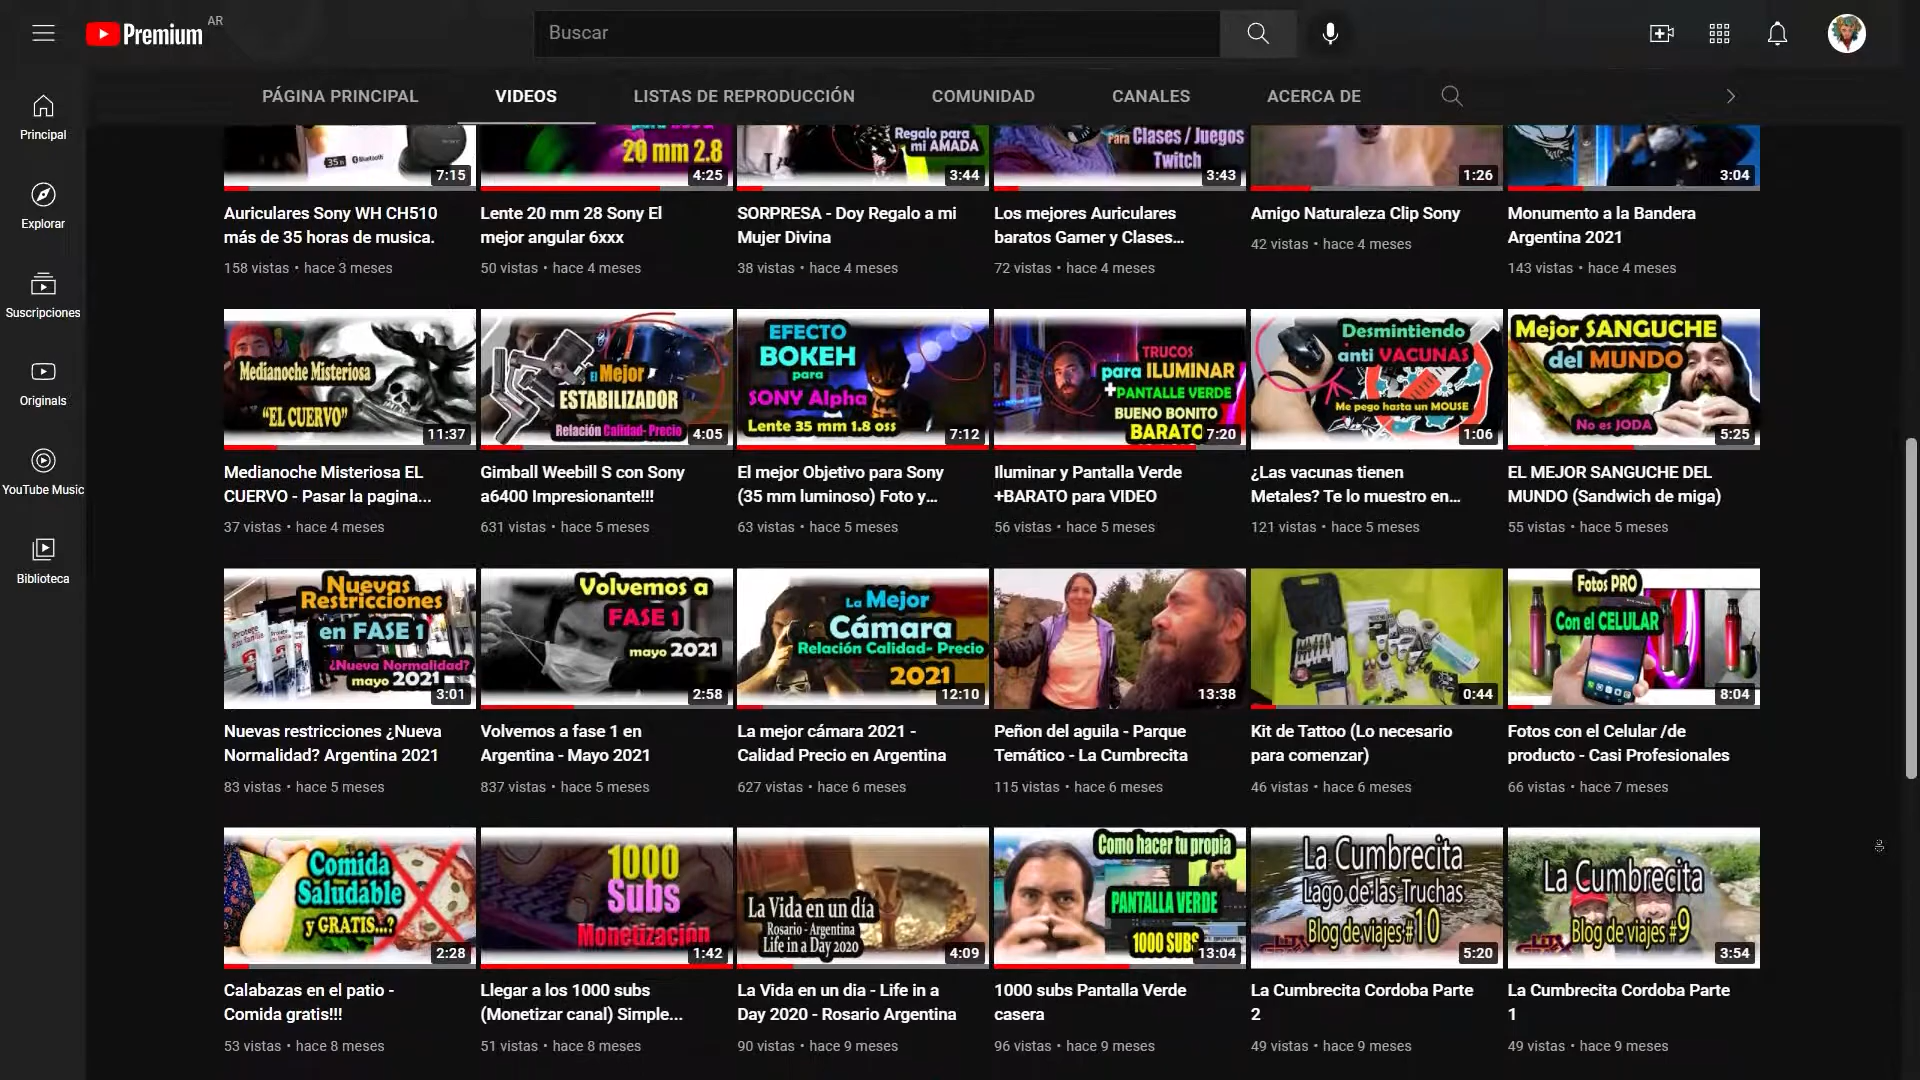 Premium AR
Buscar
Principal
Explorar
Suscripciones
Originals
YouTube Music
Biblioteca
PÁGINA PRINCIPAL
VIDEOS
LISTAS DE REPRODUCCIÓN
COMUNIDAD
CANALES
ACERCA DE
35h Bluetooth
7:15
20 mm 2.8
4:25
Regalo para
mi AMADA
3:44
Para Clases / Juegos
Twitch
3:43
1:26
3:04
Auriculares Sony WH CH510
más de 35 horas de musica.
158 vistas • hace 3 meses
Lente 20 mm 28 Sony El
mejor angular 6xxx
50 vistas • hace 4 meses
SORPRESA - Doy Regalo a mi
Mujer Divina
38 vistas • hace 4 meses
Los mejores Auriculares
baratos Gamer y Clases...
72 vistas • hace 4 meses
Amigo Naturaleza Clip Sony
42 vistas • hace 4 meses
Monumento a la Bandera
Argentina 2021
143 vistas • hace 4 meses
Medianoche Misteriosa
"EL CUERVO"
11:37
El Mejor
ESTABILIZADOR
Relación Calidad- Precio
4:05
EFECTO
BOKEH
para
SONY Alpha
Lente 35 mm 1.8 oss
7:12
TRUCOS
para ILUMINAR
+PANTALLE VERDE
BUENO BONITO
BARATO
7:20
Desmintiendo
anti VACUNAS
Me pego hasta un MOUSE
1:06
Mejor SANGUCHE
del MUNDO
No es JODA
5:25
Medianoche Misteriosa EL
CUERVO - Pasar la pagina...
37 vistas • hace 4 meses
Gimball Weebill S con Sony
a6400 Impresionante!!!
631 vistas • hace 5 meses
El mejor Objetivo para Sony
(35 mm luminoso) Foto y...
63 vistas • hace 5 meses
Iluminar y Pantalla Verde
+BARATO para VIDEO
56 vistas • hace 5 meses
¿Las vacunas tienen
Metales? Te lo muestro en...
121 vistas • hace 5 meses
EL MEJOR SANGUCHE DEL
MUNDO (Sandwich de miga)
55 vistas • hace 5 meses
Nuevas
Restricciones
en FASE 1
¿Nueva Normalidad?
mayo 2021
3:01
Volvemos a
FASE 1
mayo 2021
2:58
La Mejor
Cámara
Relación Calidad- Precio
2021
12:10
13:38
0:44
Fotos PRO
Con el CELULAR
8:04
Nuevas restricciones ¿Nueva
Normalidad? Argentina 2021
83 vistas • hace 5 meses
Volvemos a fase 1 en
Argentina - Mayo 2021
837 vistas • hace 5 meses
La mejor cámara 2021 -
Calidad Precio en Argentina
627 vistas • hace 6 meses
Peñon del aguila - Parque
Temático - La Cumbrecita
115 vistas • hace 6 meses
Kit de Tattoo (Lo necesario
para comenzar)
46 vistas • hace 6 meses
Fotos con el Celular /de
producto - Casi Profesionales
66 vistas • hace 7 meses
Comida
Saludable
y GRATIS...?
2:28
1000
Subs
Monetización
1:42
La Vida en un día
Rosario - Argentina
Life in a Day 2020
4:09
Como hacer tu propia
PANTALLA VERDE
1000 SUBS
13:04
La Cumbrecita
Lago de las Truchas
Blog de viajes #10
5:20
La Cumbrecita
Blog de viajes #9
3:54
Calabazas en el patio -
Comida gratis!!!
53 vistas • hace 8 meses
Llegar a los 1000 subs
(Monetizar canal) Simple...
51 vistas • hace 8 meses
La Vida en un dia - Life in a
Day 2020 - Rosario Argentina
90 vistas • hace 9 meses
1000 subs Pantalla Verde
casera
96 vistas • hace 9 meses
La Cumbrecita Cordoba Parte
2
49 vistas • hace 9 meses
La Cumbrecita Cordoba Parte
1
49 vistas • hace 9 meses